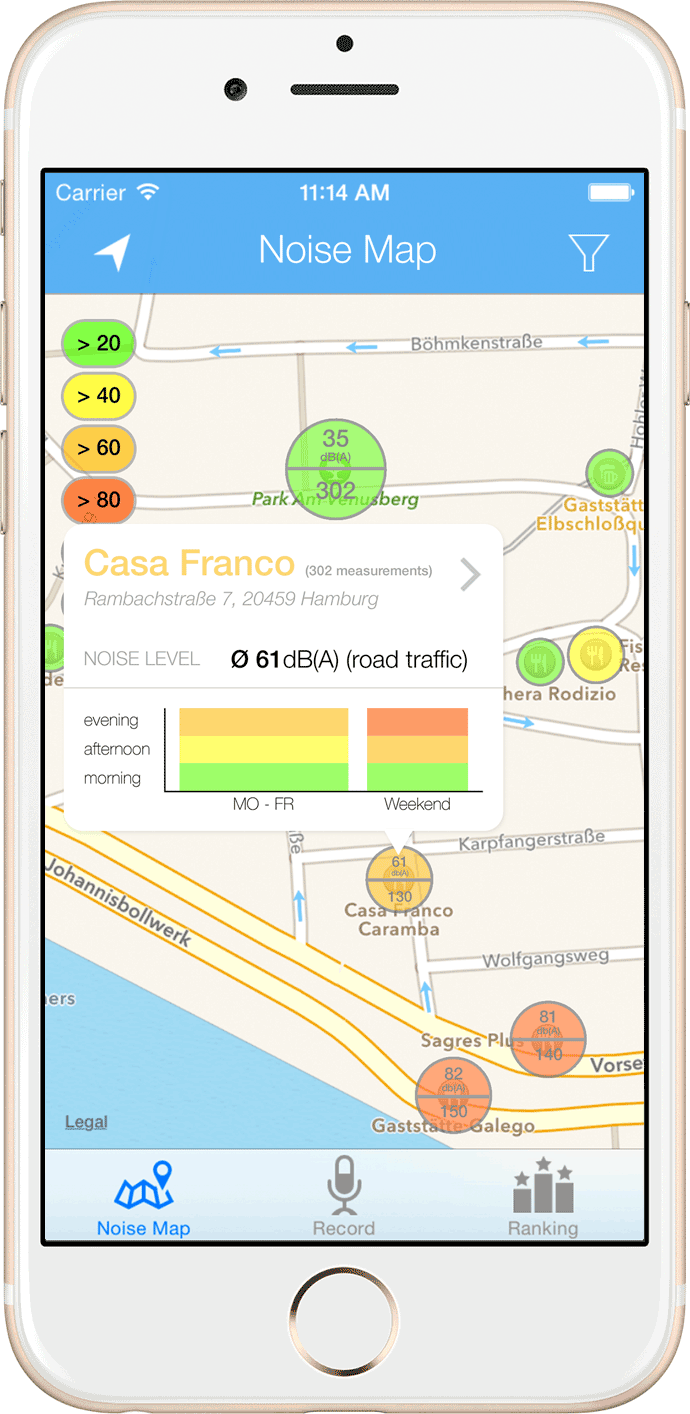 Carrier
11:14 AM
Noise Map
> 20
> 40
> 60
> 80
Böhmkenstraße
35
dB(A)
302
Park Am Venusberg
Gaststätt
Elbschloßqu
Casa Franco (302 measurements)
Rambachstraße 7, 20459 Hamburg
NOISE LEVEL Ø 61dB(A) (road traffic)
Fis
Res
hera Rodizio
evening
afternoon
morning
MO - FR Weekend
Karpfangerstraße
Johannisbollwerk
61
db(A)
130
Casa Franco
Caramba
Wolfgangsweg
ners
81
db(A)
140
Sagres Plus
Vorse
82
db(A)
150
Gaststätte Galego
Legal
Noise Map Record Ranking